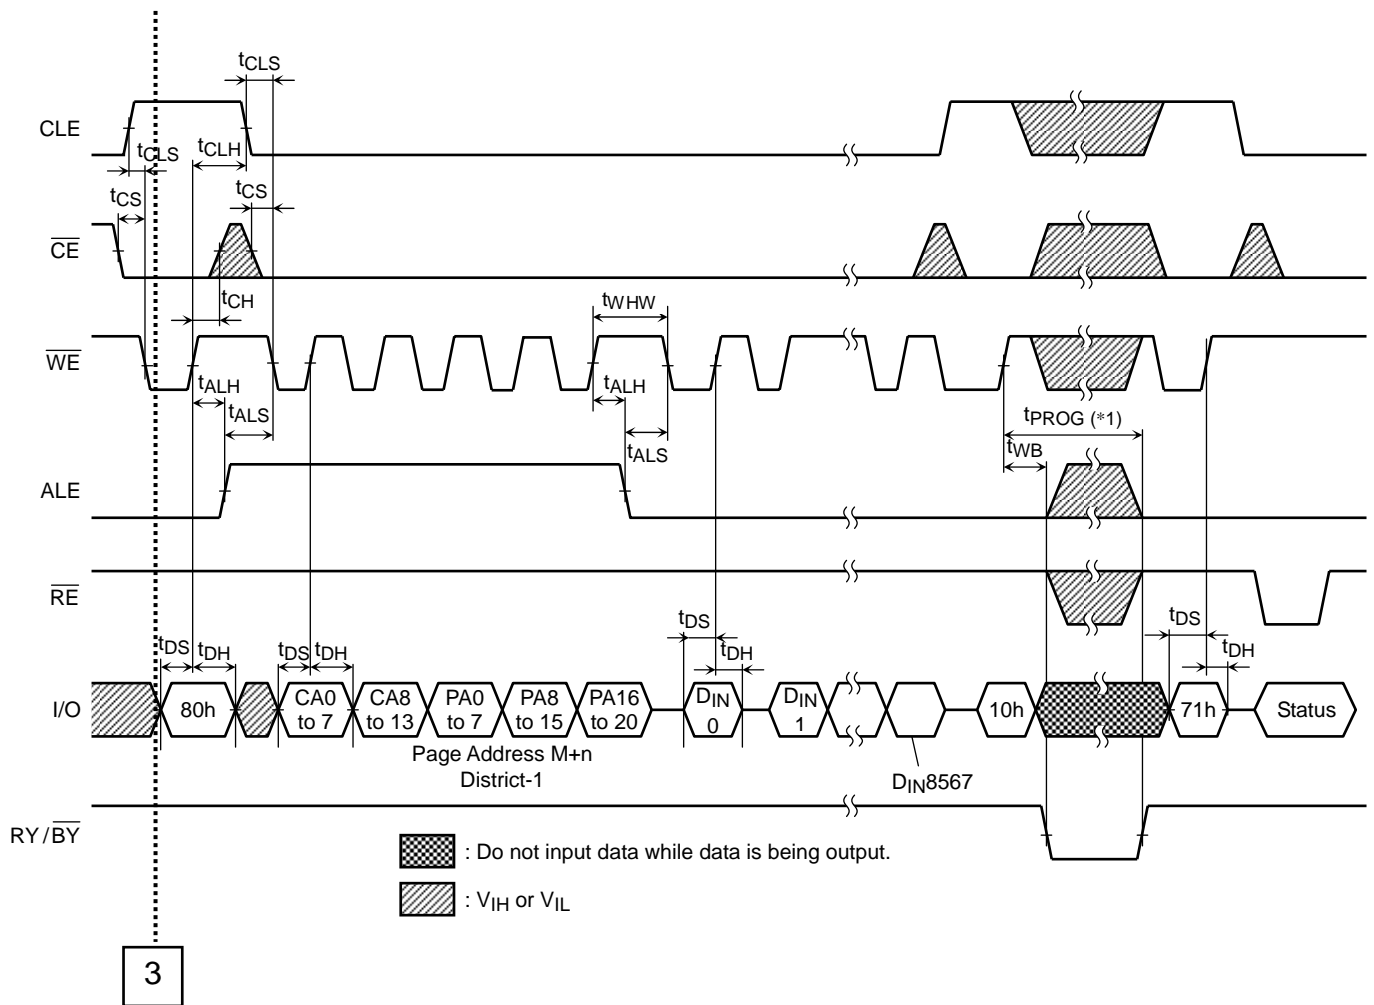 tCLS
CLE
tCLS
tCLH
tCS
tCS
CE
tCH
tWHW
WE
tALH
tALH
tALS
tPROG (*1)
tALS
tWB
ALE
RE
tDS
tDH
tDS
tDH
tDS
tDH
tDS
tDH
I/O
80h
CA0
to 7
CA8
to 13
PA0
to 7
PA8
to 15
PA16
to 20
DIN
0
DIN
1
10h
71h
Status
Page Address M+n
District-1
DIN8567
RY/BY
: Do not input data while data is being output.
: VIH or VIL
3